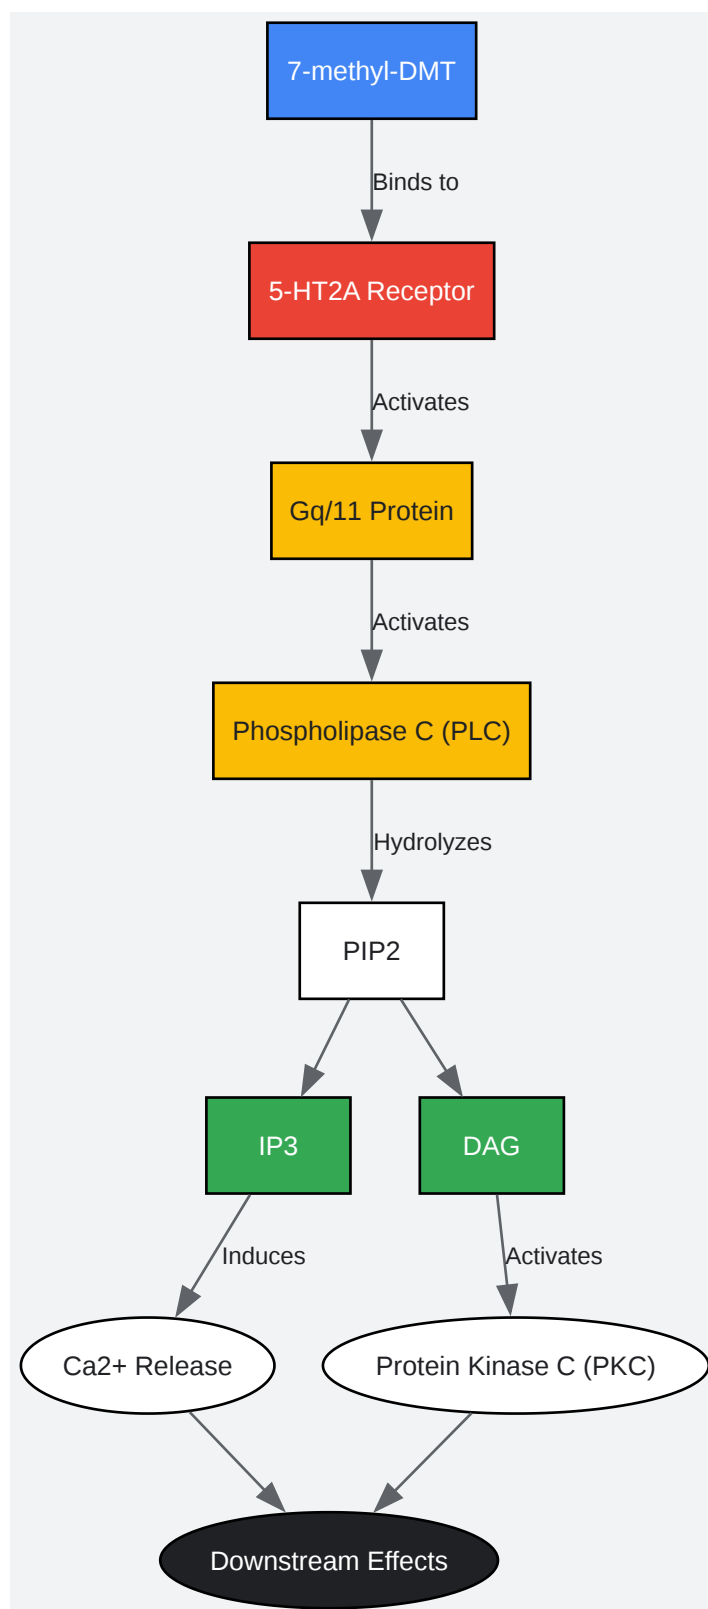 7-methyl-DMT
Binds to
5-HT2A Receptor
Activates
Gq/11 Protein
Activates
Phospholipase C (PLC)
Hydrolyzes
PIP2
IP3
DAG
Induces
Activates
Ca2+ Release
Protein Kinase C (PKC)
Downstream Effects